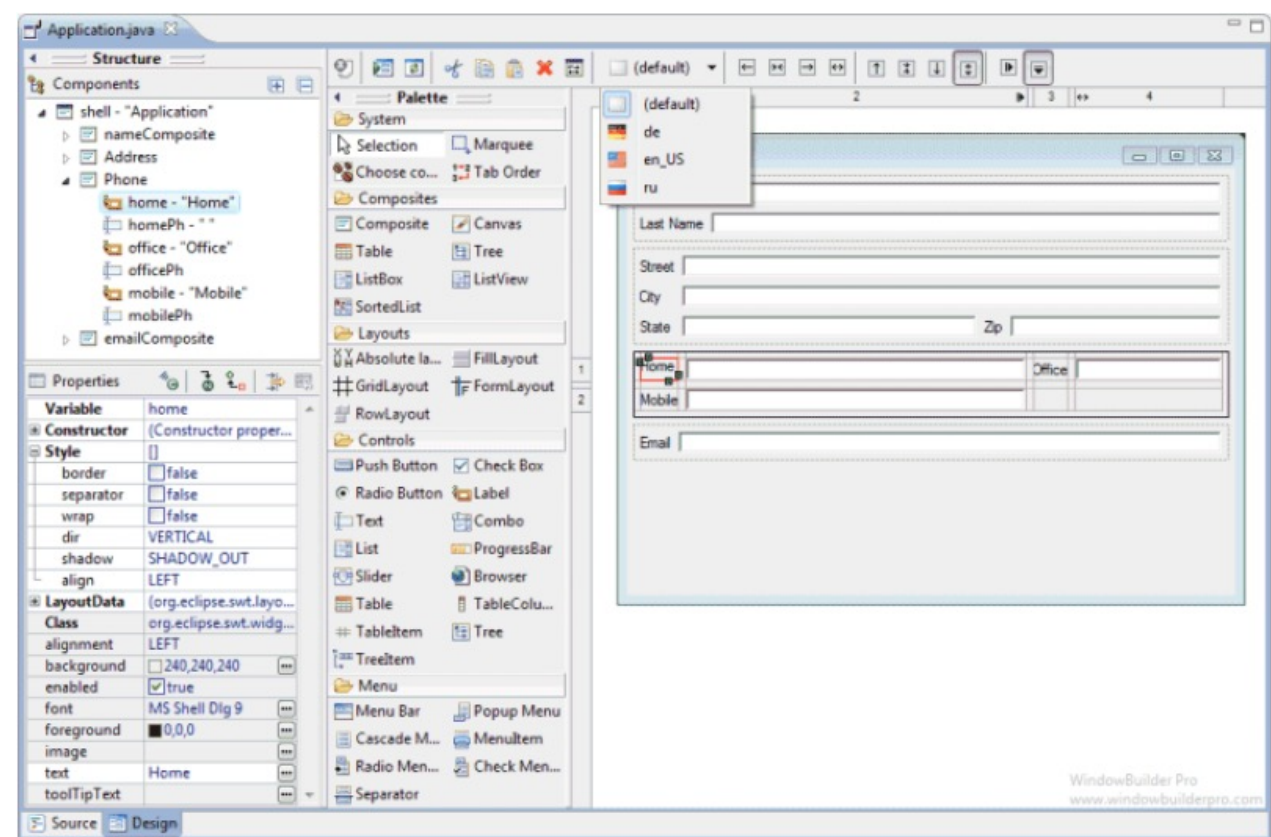 Application.java
Structure
Components
shell - "Application"
nameComposite
Address
Phone
home - "Home"
homePh - " "
office - "Office"
officePh
mobile - "Mobile"
mobilePh
emailComposite
Properties
Variable home
Constructor (Constructor proper...
Style []
border false
separator false
wrap false
dir VERTICAL
shadow SHADOW_OUT
align LEFT
LayoutData (org.eclipse.swt.layo...
Class org.eclipse.swt.widg...
alignment LEFT
background 240,240,240
enabled true
font MS Shell Dlg 9
foreground 0,0,0
image
text Home
toolTipText
Source Design
Palette
System
Selection Marquee
Choose co... Tab Order
Composites
Composite Canvas
Table Tree
ListBox ListView
SortedList
Layouts
Absolute la... FillLayout
GridLayout FormLayout
RowLayout
Controls
Push Button Check Box
Radio Button Label
Text Combo
List ProgressBar
Slider Browser
Table TableColu...
TableItem Tree
TreeItem
Menu
Menu Bar Popup Menu
Cascade M... MenuItem
Radio Men... Check Men...
Separator
(default)
(default)
de
en_US
ru
2 3 4
1
2
Last Name
Street
City
State Zip
Home Office
Mobile
Email
WindowBuilder Pro
www.windowbuilderpro.com